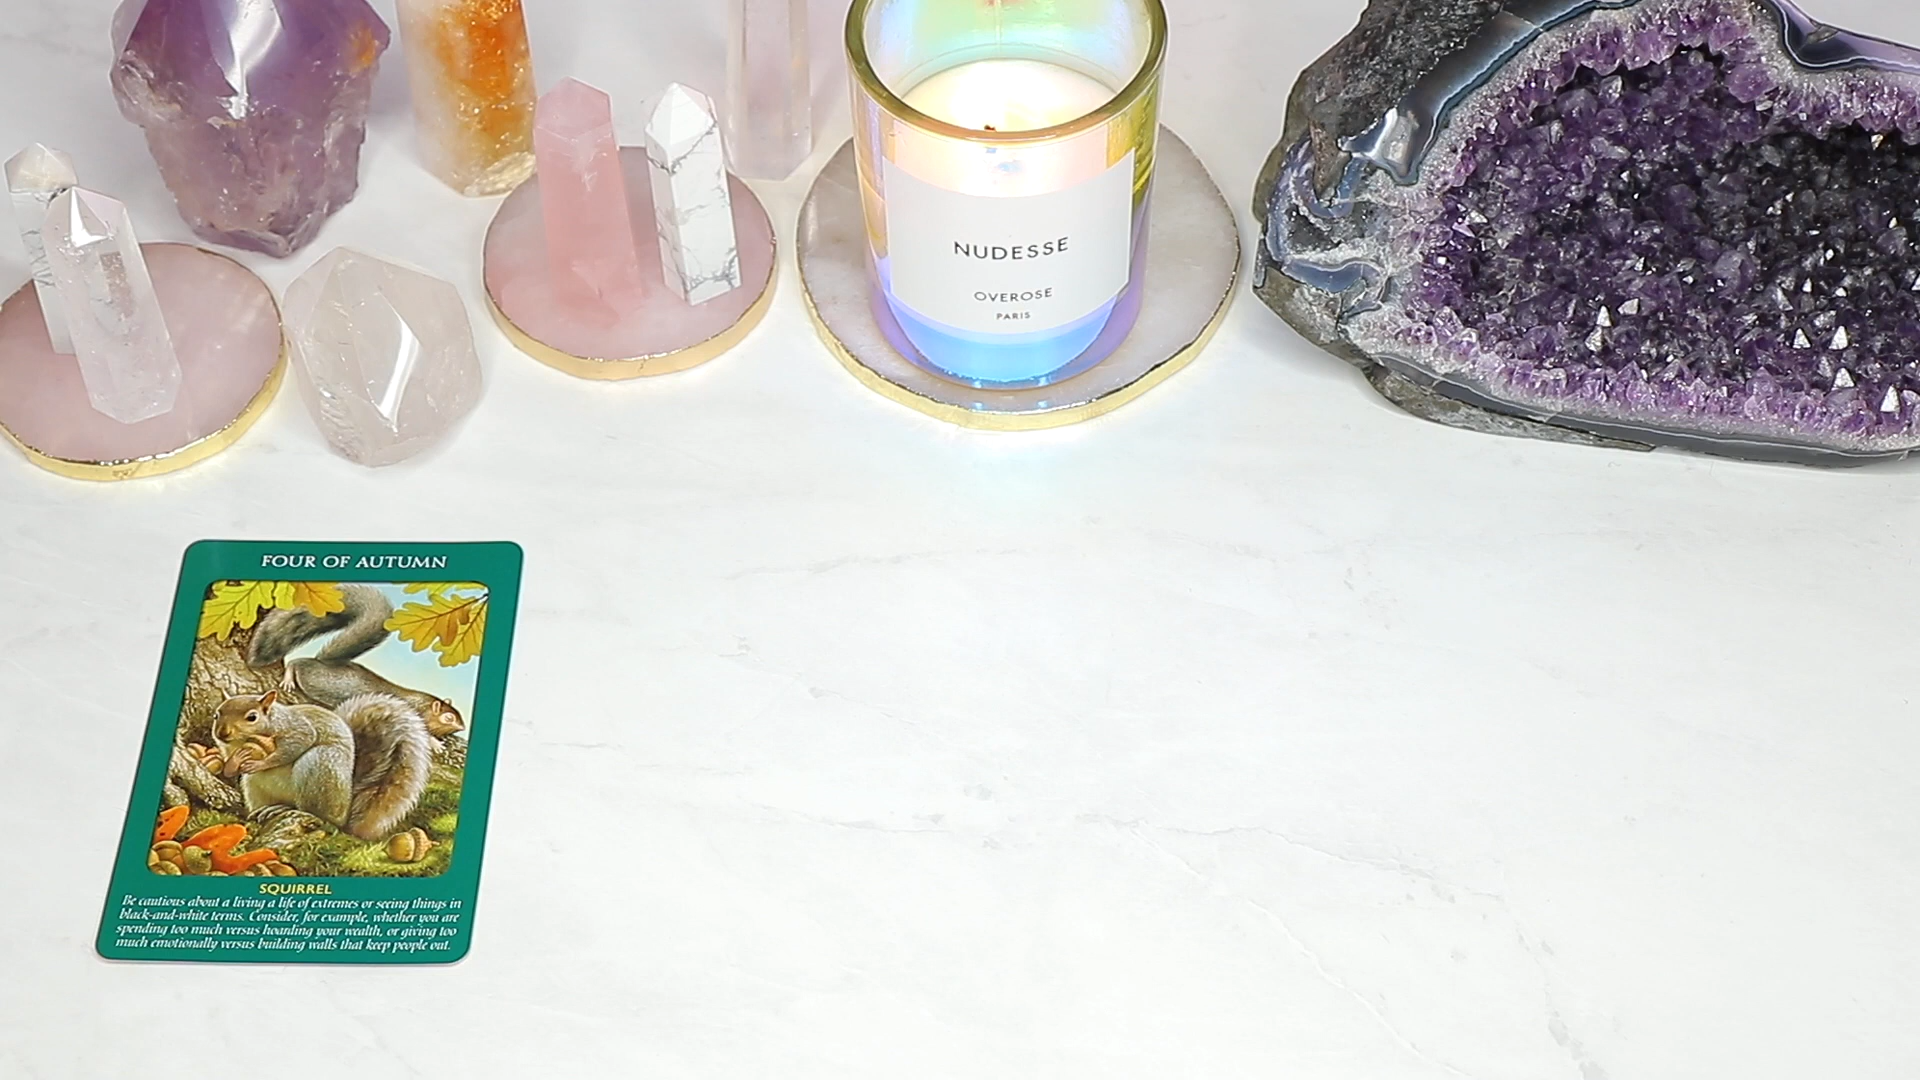 NUDESSE
OVEROSE
PARIS
FOUR OF AUTUMN
SQUIRREL
Be cautious about a living a life of extremes or seeing things in
black-and-white terms. Consider, for example, whether you are
spending too much versus hoarding your wealth, or giving too
much emotionally versus building walls that keep people out.